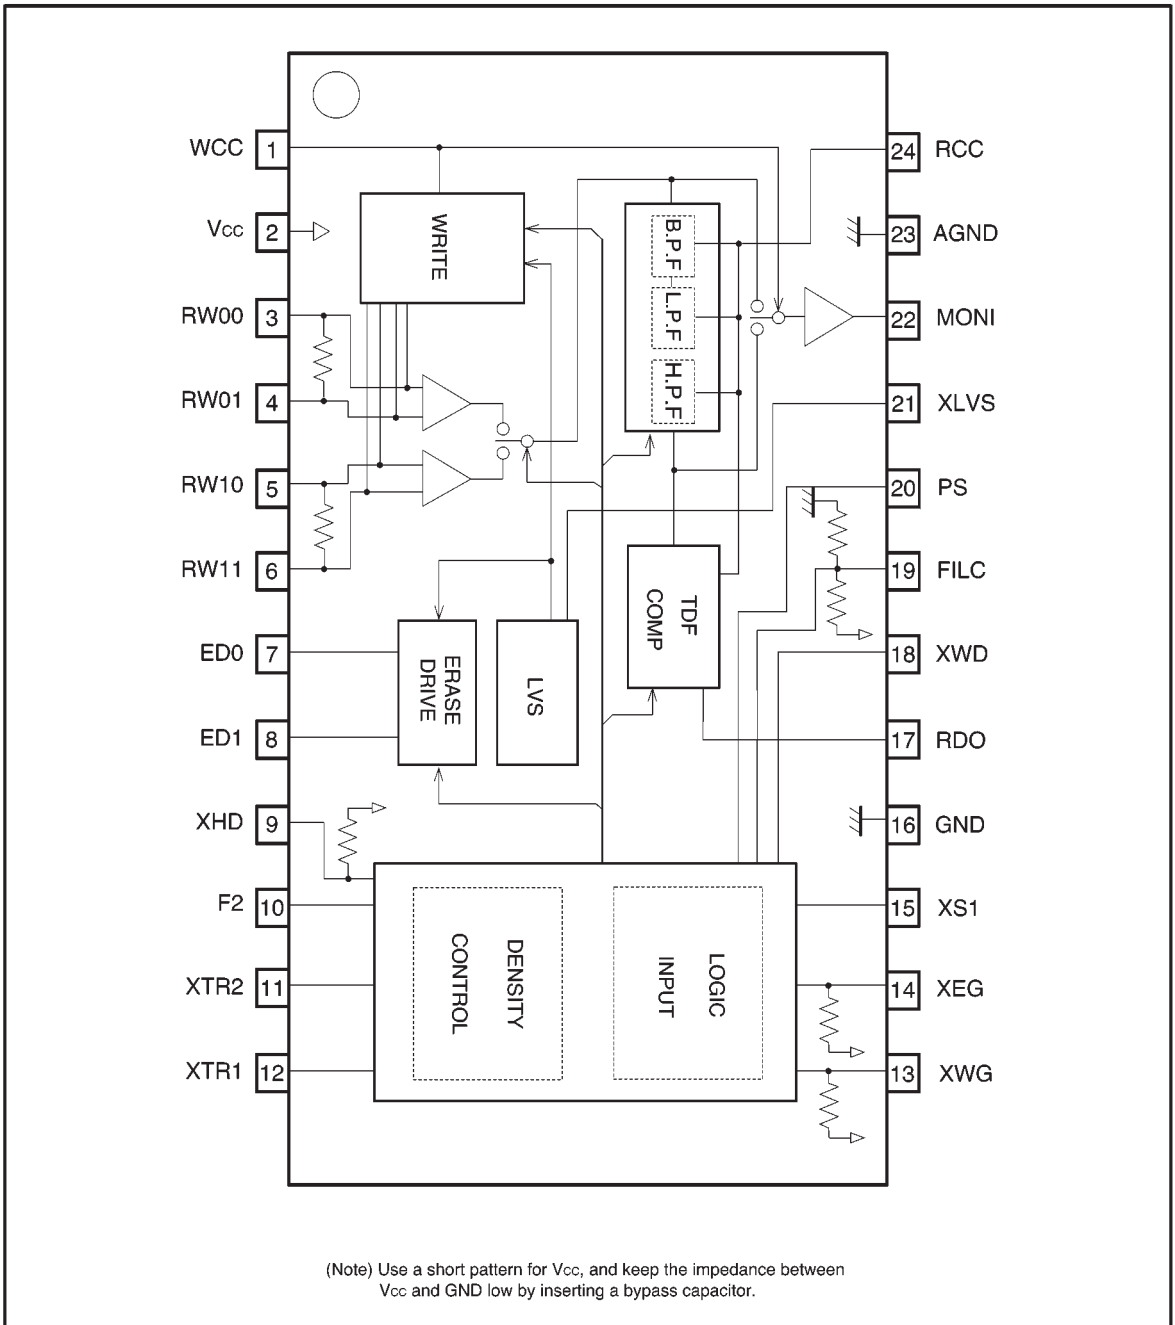 WCC 1
Vcc 2
RW00 3
RW01 4
RW10 5
RW11 6
ED0 7
ED1 8
XHD 9
F2 10
XTR2 11
XTR1 12
24 RCC
23 AGND
22 MONI
21 XLVS
20 PS
19 FILC
18 XWD
17 RDO
16 GND
15 XS1
14 XEG
13 XWG
WRITE
B.P.F
L.P.F
H.P.F
TDF
COMP
ERASE
DRIVE
LVS
DENSITY
CONTROL
LOGIC
INPUT
(Note) Use a short pattern for Vcc, and keep the impedance between
Vcc and GND low by inserting a bypass capacitor.